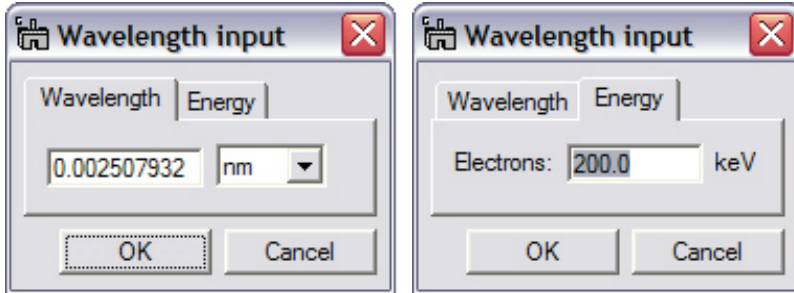 Wavelength input
Wavelength Energy
0.002507932 nm
OK Cancel
Wavelength input
Wavelength Energy
Electrons: 200.0 keV
OK Cancel